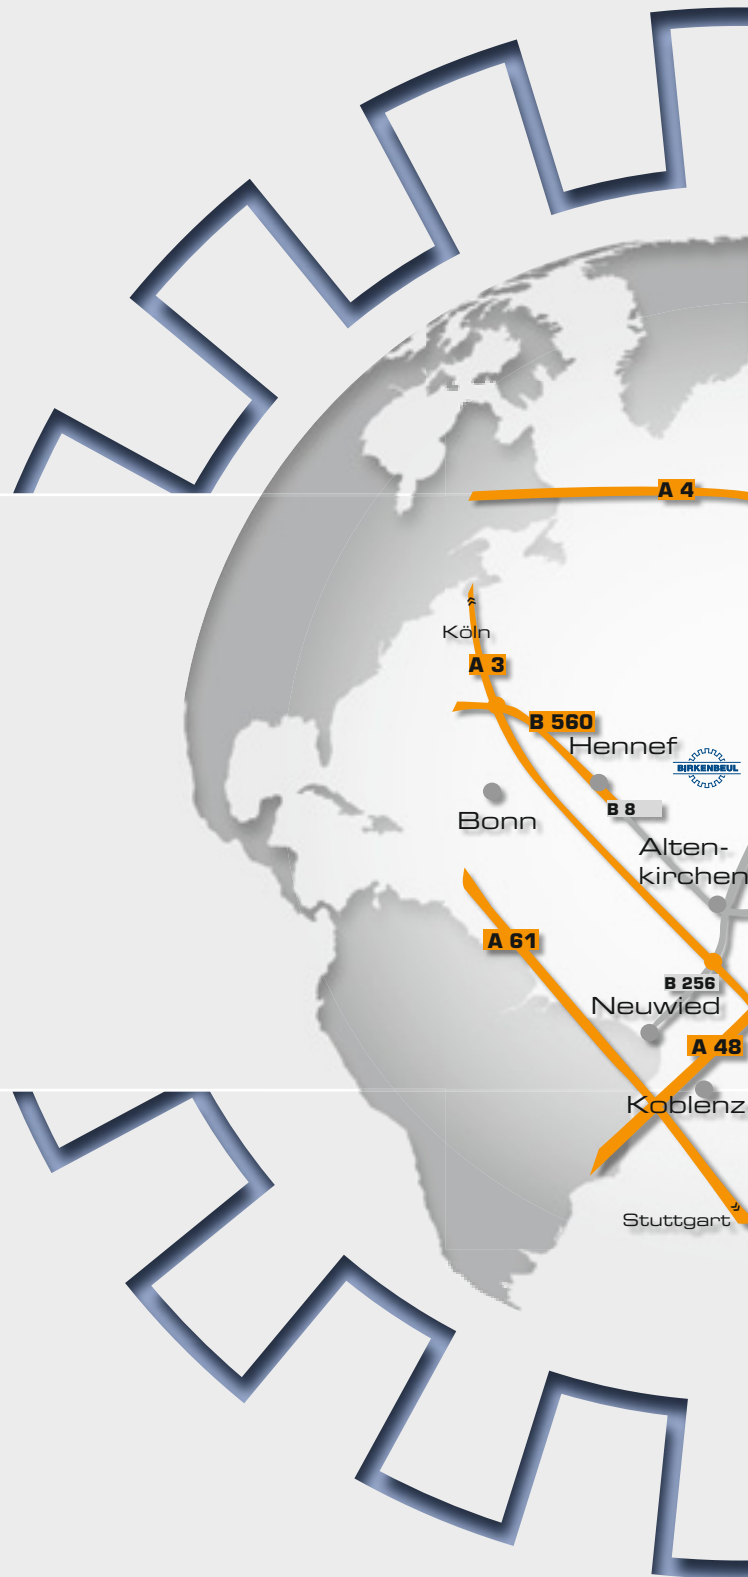 A 4
Köln
A 3
B 560
Hennef
BIRKENBEUL
B 8
Bonn
Alten-
kirchen
A 61
B 256
Neuwied
A 48
Koblenz
Stuttgart